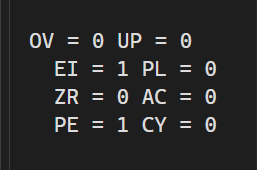 OV = 0 UP = 0
EI = 1 PL = 0
ZR = 0 AC = 0
PE = 1 CY = 0